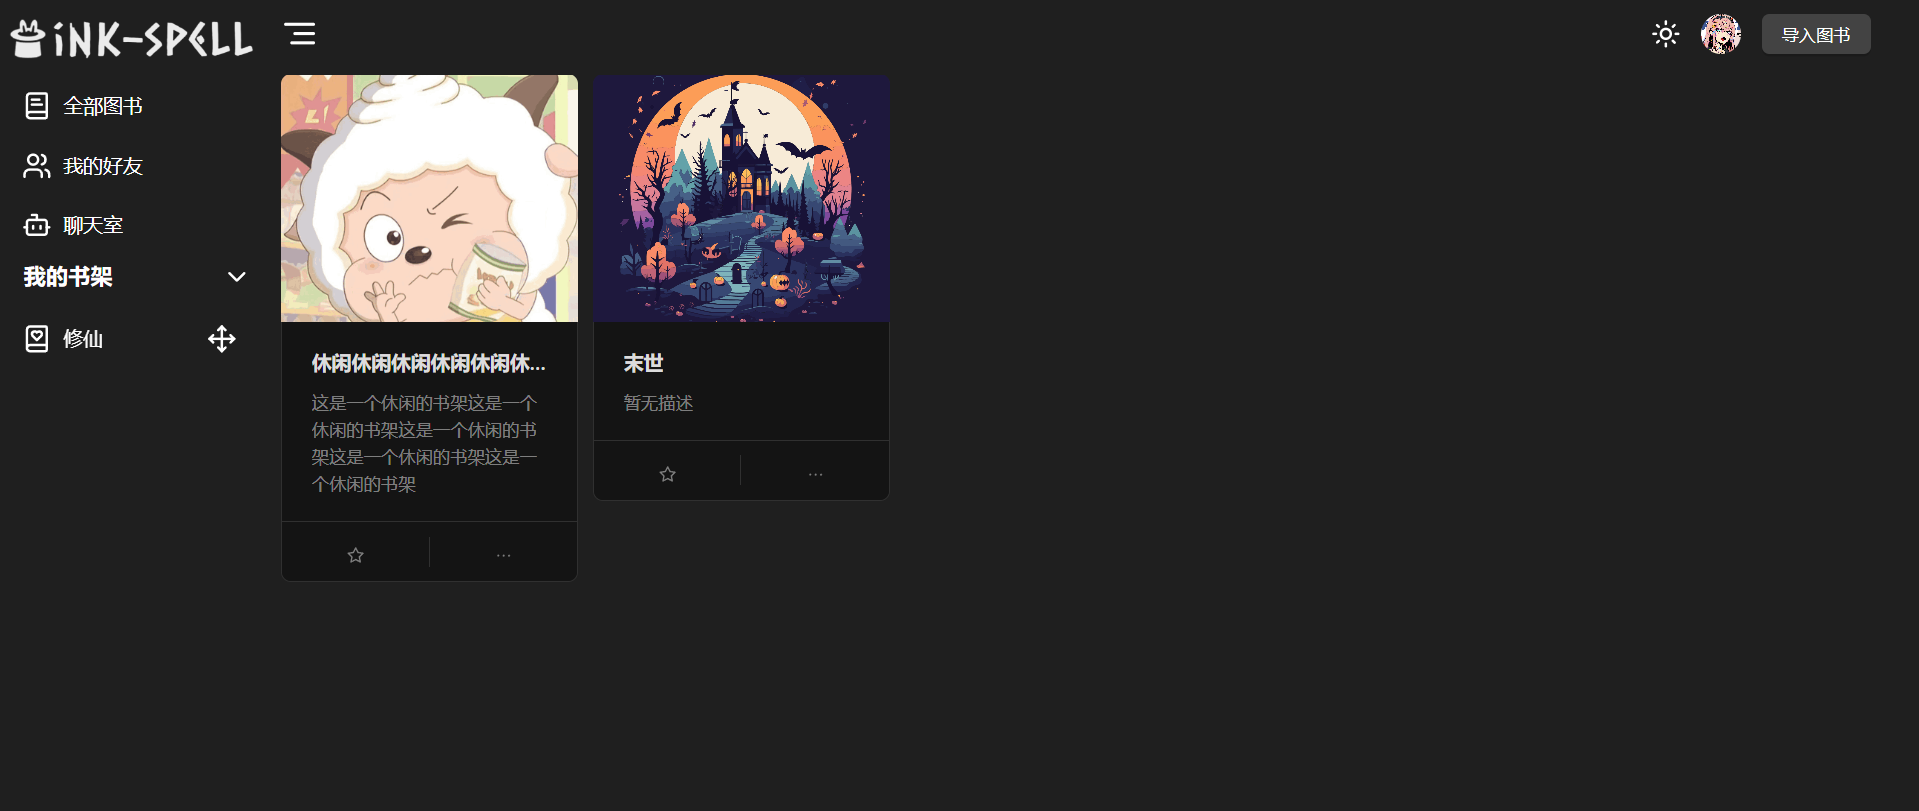 iNK-SPELL
导入图书
全部图书
我的好友
聊天室
我的书架
修仙
休闲休闲休闲休闲休闲休...
这是一个休闲的书架这是一个
休闲的书架这是一个休闲的书
架这是一个休闲的书架这是一
个休闲的书架
末世
暂无描述